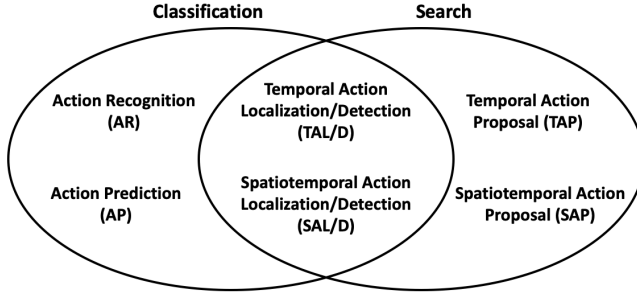 Classification
Search
Action Recognition
(AR)
Action Prediction
(AP)
Temporal Action
Localization/Detection
(TAL/D)
Spatiotemporal Action
Localization/Detection
(SAL/D)
Temporal Action
Proposal (TAP)
Spatiotemporal Action
Proposal (SAP)